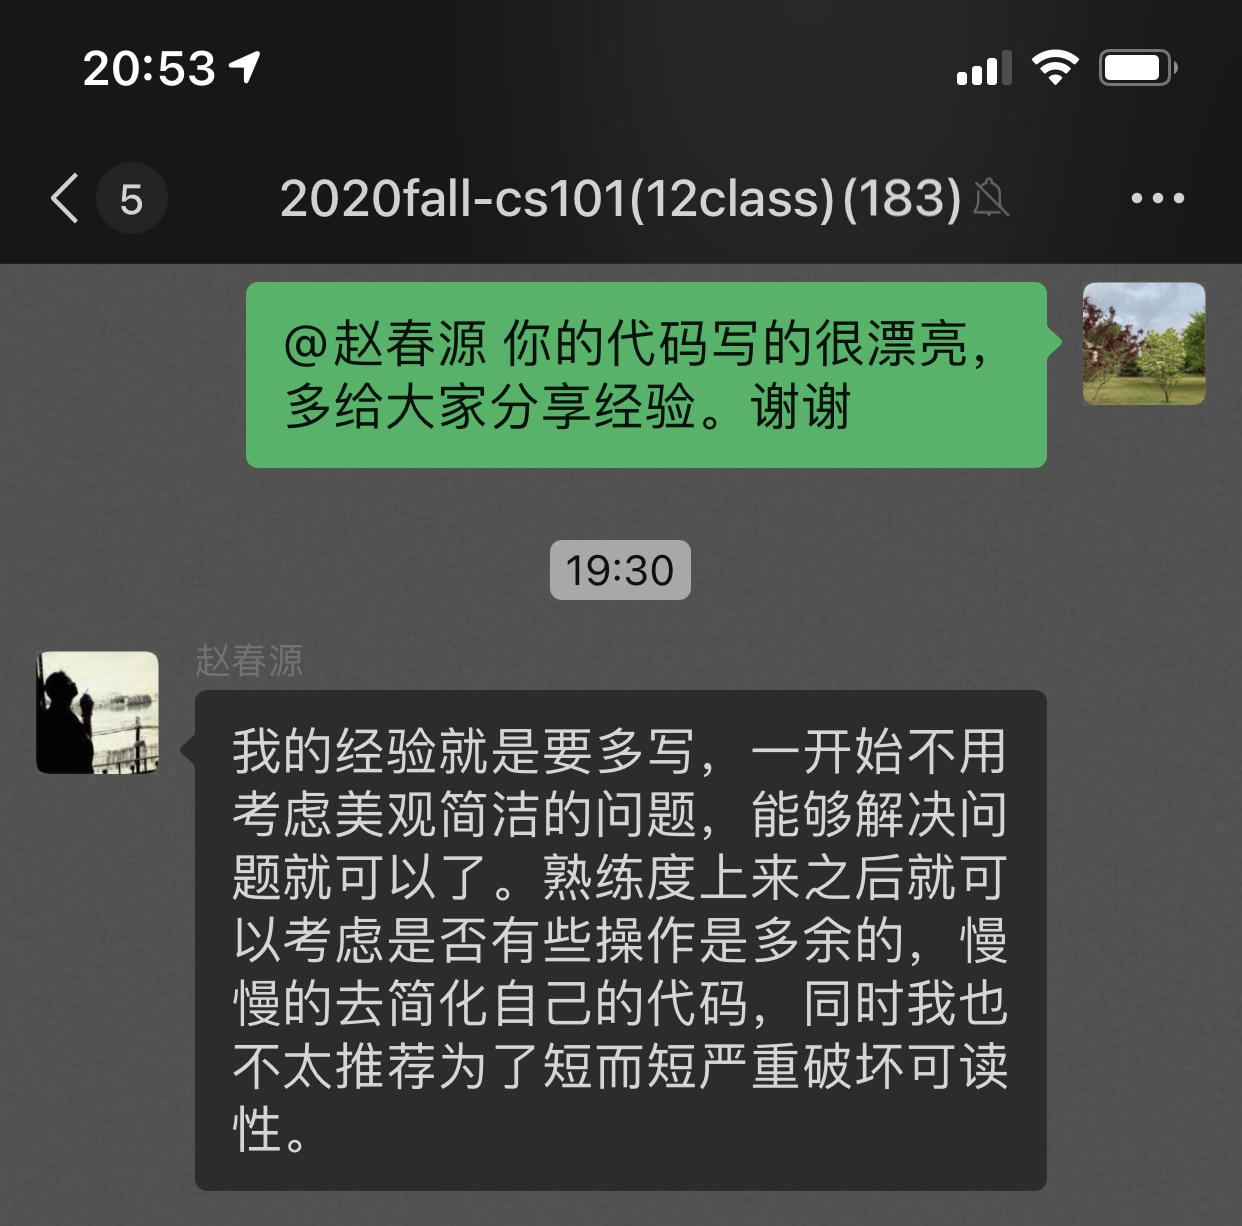 20:53
5
2020fall-cs101(12class)(183)
@赵春源 你的代码写的很漂亮，
多给大家分享经验。谢谢
19:30
赵春源
我的经验就是要多写，一开始不用
考虑美观简洁的问题，能够解决问
题就可以了。熟练度上来之后就可
以考虑是否有些操作是多余的，慢
慢的去简化自己的代码，同时我也
不太推荐为了短而短严重破坏可读
性。